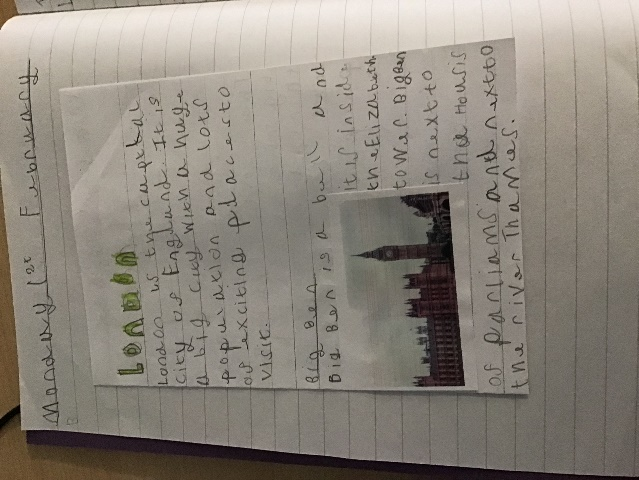 Monday 1st February
LONDON
London is the capital
city of England. It is
a big city with a huge
population and lots
of exciting places to
visit.
Big Ben
Big Ben is a bell and
it is inside
the Elizabeth
tower. Big Ben
is next to
the Housis
of parliams and next to
the river Thames.